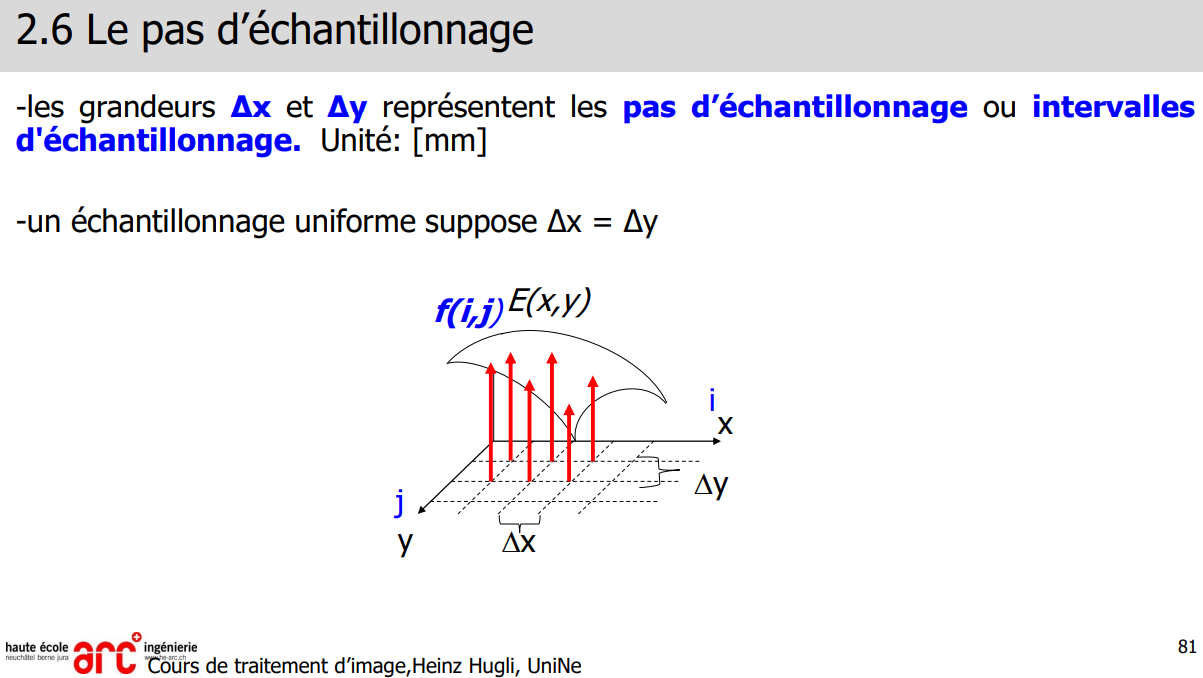 2.6 Le pas d’échantillonnage
-les grandeurs Δx et Δy représentent les pas d’échantillonnage ou intervalles
d'échantillonnage. Unité: [mm]
-un échantillonnage uniforme suppose Δx = Δy
f(i,j) E(x,y)
i
x
Δy
j
y
Δx
haute école arc ingénierie
neuchâtel berne jura www.he-arc.ch
Cours de traitement d’image,Heinz Hugli, UniNe
81